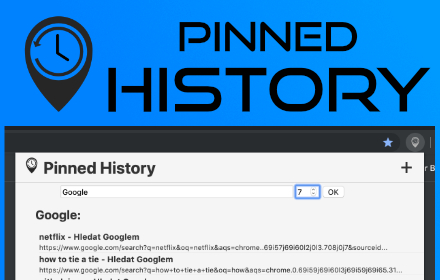 PINNED
HISTORY
Pinned History
Google 7 OK
Google:
netflix - Hledat Googlem
https://www.google.com/search?q=netflix&oq=netflix&aqs=chrome..69i57j69i60l2j0l3.708j0j7&sourceid...
how to tie a tie - Hledat Googlem
https://www.google.com/search?q=how+to+tie+a+tie&oq=how&aqs=chrome.0.69i59j69i60l3j69i59j69i65.31...